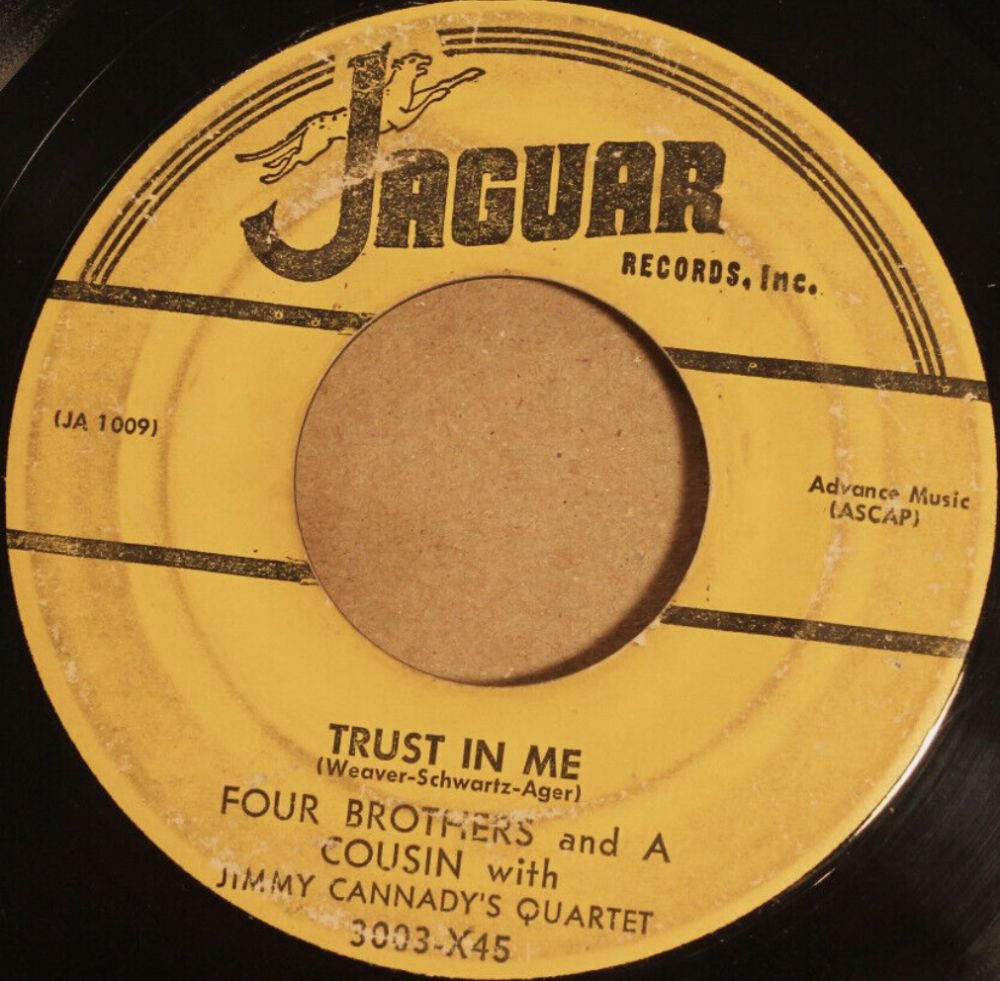 JAGUAR
RECORDS, Inc.
(JA 1009)
Advance Music
(ASCAP)
TRUST IN ME
(Weaver-Schwartz-Ager)
FOUR BROTHERS and A
COUSIN with
JIMMY CANNADY'S QUARTET
3003-X45